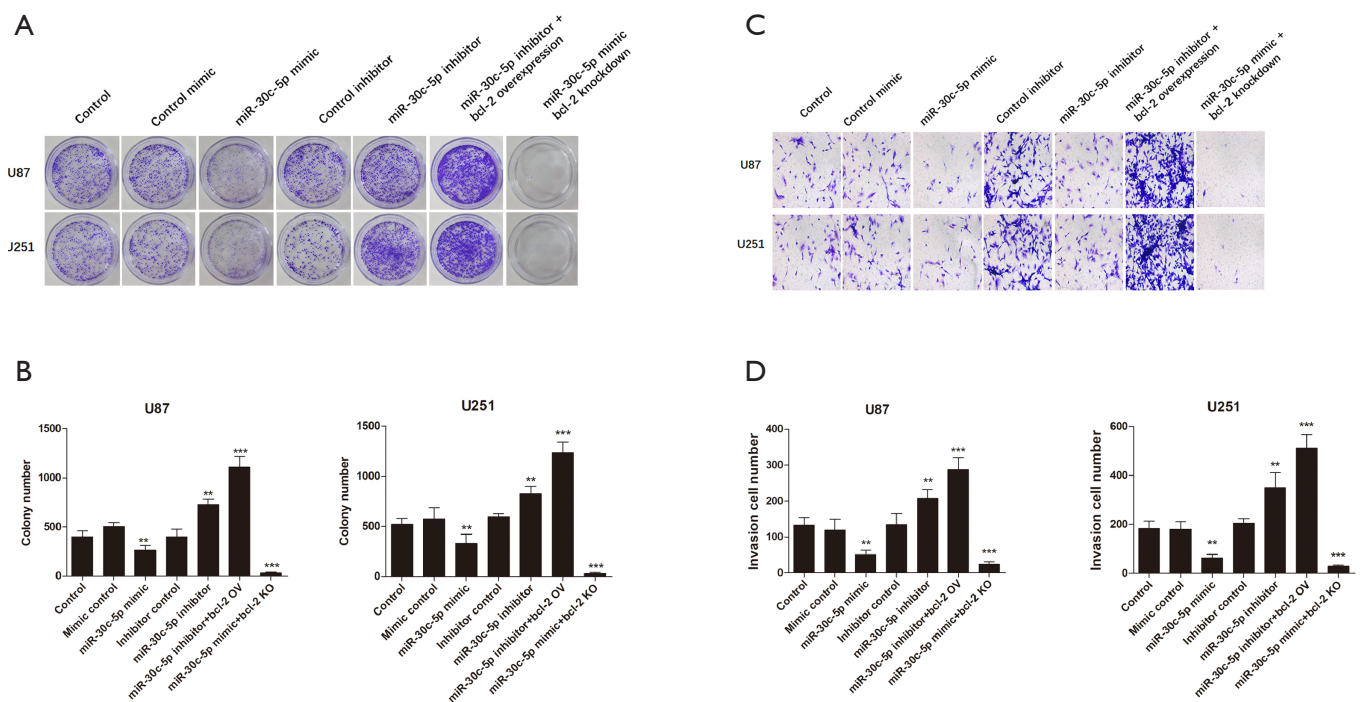 A
Control
Control mimic
miR-30c-5p mimic
Control inhibitor
miR-30c-5p inhibitor
miR-30c-5p inhibitor +
bcl-2 overexpression
miR-30c-5p mimic +
bcl-2 knockdown
U87
J251
C
Control
Control mimic
miR-30c-5p mimic
Control inhibitor
miR-30c-5p inhibitor
miR-30c-5p inhibitor +
bcl-2 overexpression
miR-30c-5p mimic +
bcl-2 knockdown
U87
U251
B
U87
Colony number
1500
1000
500
0
**
**
***
***
Control
Mimic control
miR-30c-5p mimic
Inhibitor control
miR-30c-5p inhibitor
miR-30c-5p inhibitor+bcl-2 OV
miR-30c-5p mimic+bcl-2 KO
U251
Colony number
1500
1000
500
0
**
**
***
***
Control
Mimic control
miR-30c-5p mimic
Inhibitor control
miR-30c-5p inhibitor
miR-30c-5p inhibitor+bcl-2 OV
miR-30c-5p mimic+bcl-2 KO
D
U87
Invasion cell number
400
300
200
100
0
**
**
***
***
Control
Mimic control
miR-30c-5p mimic
Inhibitor control
miR-30c-5p inhibitor
miR-30c-5p inhibitor+bcl-2 OV
miR-30c-5p mimic+bcl-2 KO
U251
Invasion cell number
600
400
200
0
**
**
***
***
Control
Mimic control
miR-30c-5p mimic
Inhibitor control
miR-30c-5p inhibitor
miR-30c-5p inhibitor+bcl-2 OV
miR-30c-5p mimic+bcl-2 KO